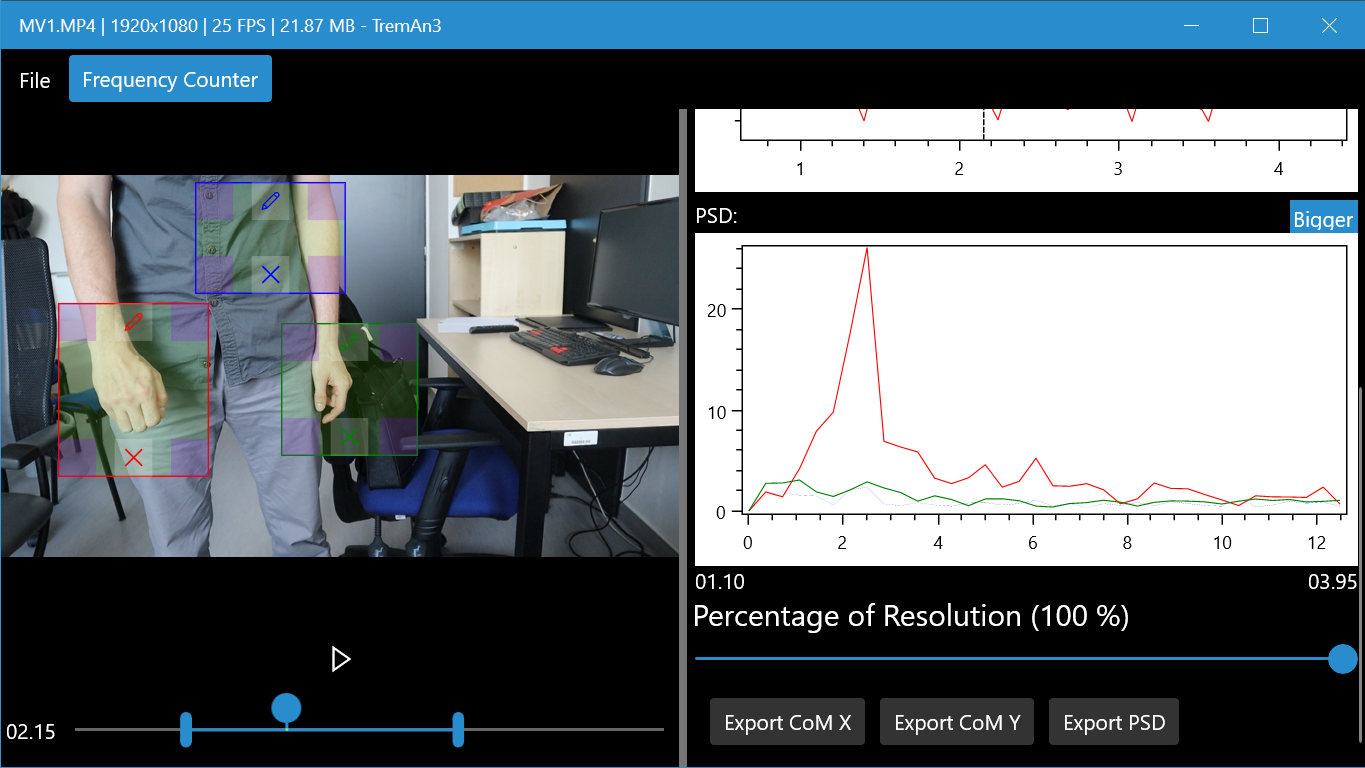 MV1.MP4 | 1920x1080 | 25 FPS | 21.87 MB - TremAn3
File
Frequency Counter
1 2 3 4
PSD:
Bigger
20
10
0
0 2 4 6 8 10 12
01.10
03.95
Percentage of Resolution (100 %)
02.15
Export CoM X
Export CoM Y
Export PSD